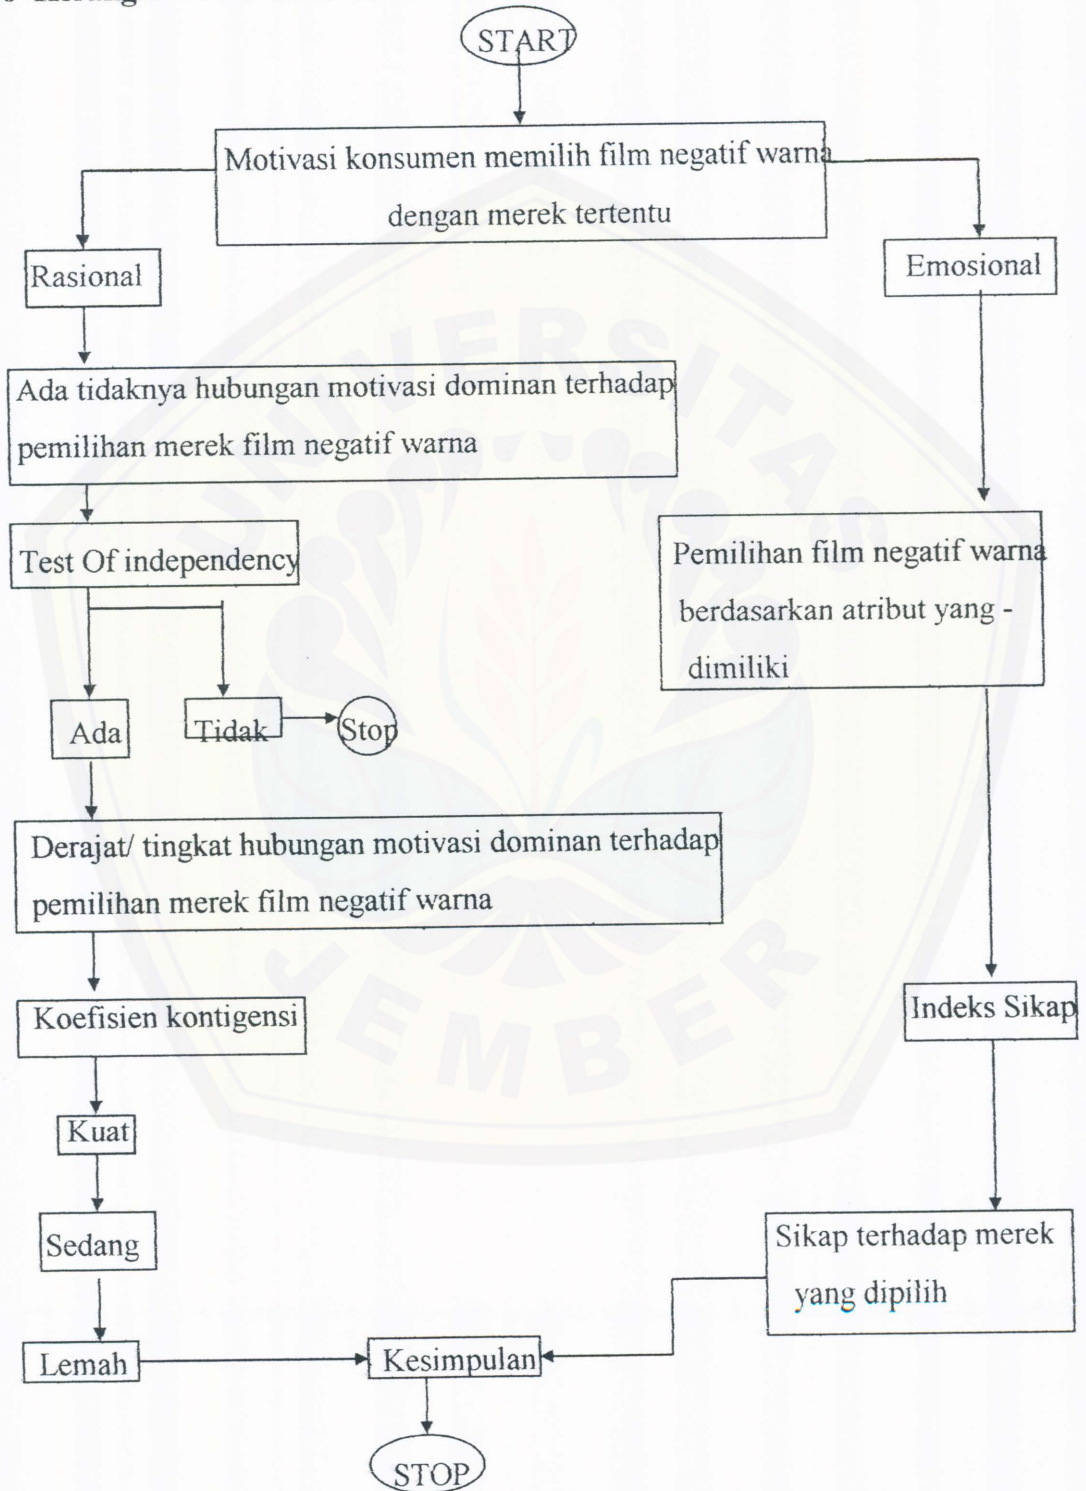 START
Motivasi konsumen memilih film negatif warna
dengan merek tertentu
Rasional
Emosional
Ada tidaknya hubungan motivasi dominan terhadap
pemilihan merek film negatif warna
Test Of independency
Pemilihan film negatif warna
berdasarkan atribut yang -
dimiliki
Ada
Tidak
Stop
Derajat/ tingkat hubungan motivasi dominan terhadap
pemilihan merek film negatif warna
Koefisien kontigensi
Indeks Sikap
Kuat
Sedang
Sikap terhadap merek
yang dipilih
Lemah
Kesimpulan
STOP
UNIVERSITAS
JEMBER